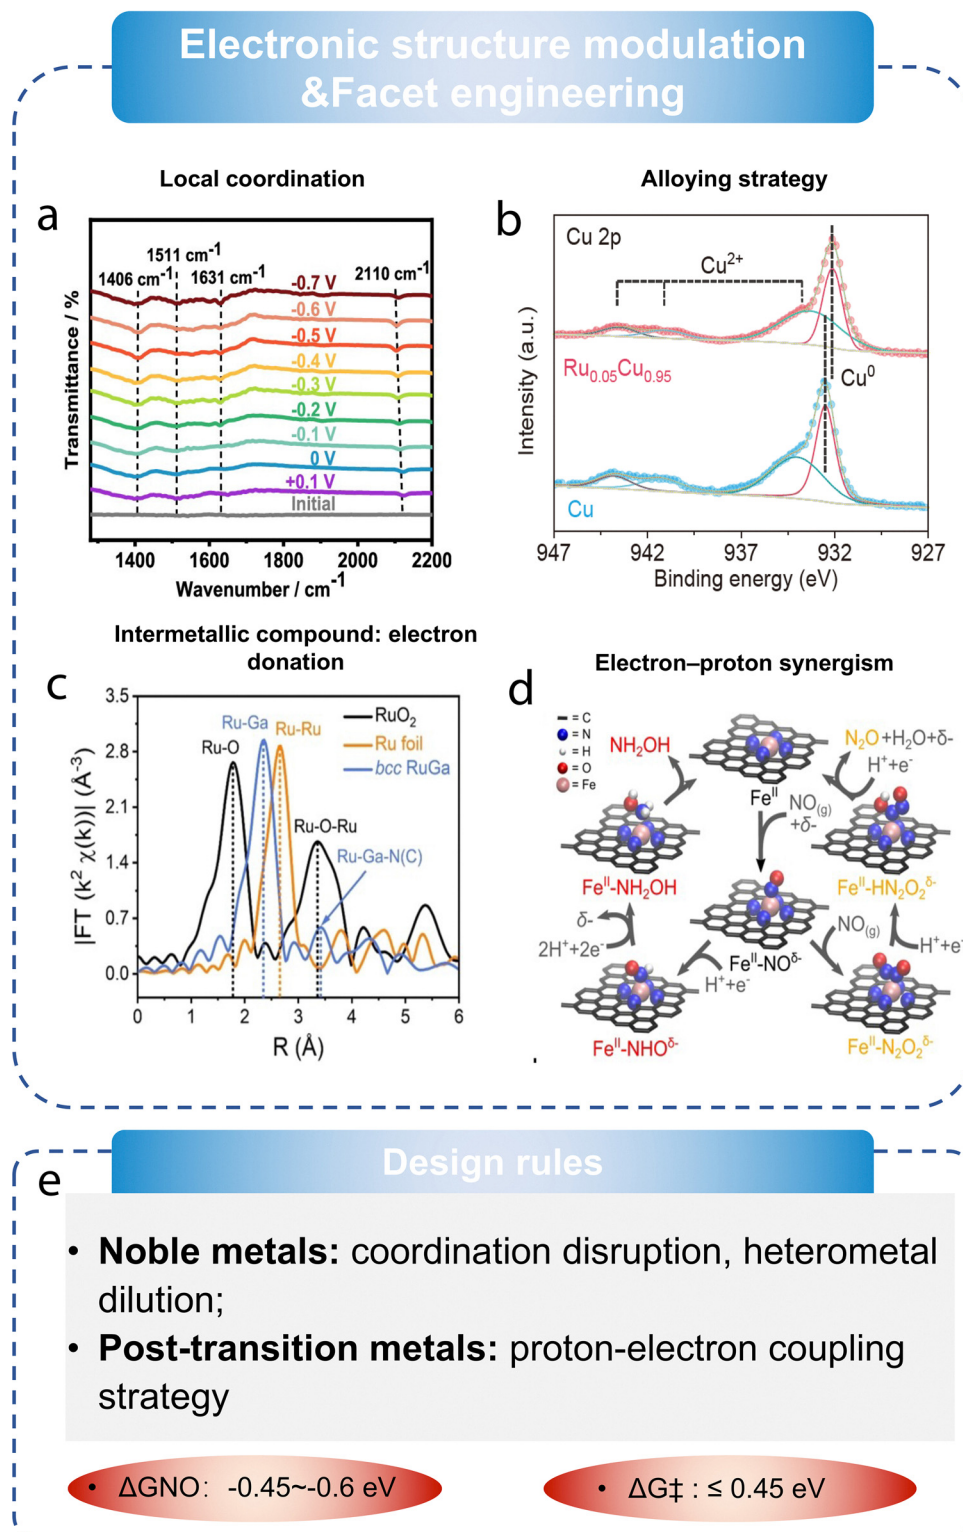 Electronic structure modulation
&Facet engineering
Local coordination
a
1406 cm-1
1511 cm-1
1631 cm-1
2110 cm-1
-0.7 V
-0.6 V
-0.5 V
-0.4 V
-0.3 V
-0.2 V
-0.1 V
0 V
+0.1 V
Initial
Transmittance / %
1400 1600 1800 2000 2200
Wavenumber / cm-1
Alloying strategy
b
Cu 2p
Cu2+
Ru0.05Cu0.95
Cu0
Cu
Intensity (a.u.)
947 942 937 932 927
Binding energy (eV)
Intermetallic compound: electron
donation
c
3.5
2.8
2.1
1.4
0.7
0.0
|FT (k2 χ(k))| (Å-3)
Ru-Ga
Ru-Ru
Ru-O
RuO2
Ru foil
bcc RuGa
Ru-O-Ru
Ru-Ga-N(C)
0 1 2 3 4 5 6
R (Å)
Electron–proton synergism
d
= C
= N
= H
= O
= Fe
NH2OH
N2O+H2O+δ-
H++e-
FeII
NO(g)
+δ-
FeII-NH2OH
FeII-HN2O2δ-
δ-
2H++2e-
FeII-NOδ-
NO(g)
H++e-
H++e-
FeII-NHOδ-
FeII-N2O2δ-
Design rules
e
• Noble metals: coordination disruption, heterometal
dilution;
• Post-transition metals: proton-electron coupling
strategy
• ΔGNO: -0.45~-0.6 eV
• ΔG‡ : ≤ 0.45 eV